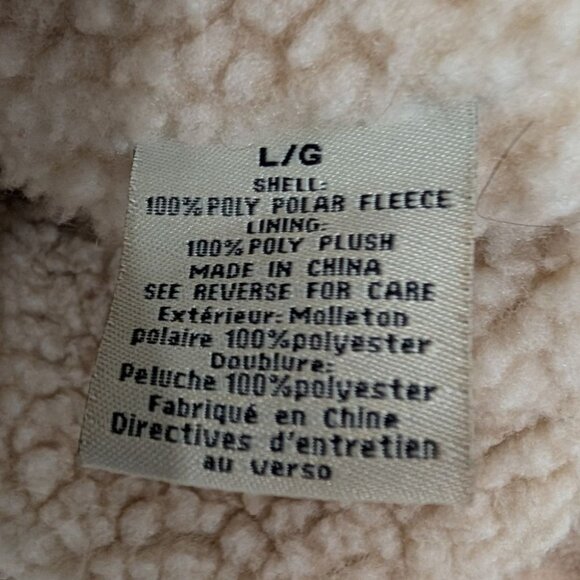 L/G
SHELL:
100% POLY POLAR FLEECE
LINING:
100% POLY PLUSH
MADE IN CHINA
SEE REVERSE FOR CARE
Extérieur: Molleton
polaire 100% polyester
Doublure:
Peluche 100% polyester
Fabriqué en Chine
Directives d'entretien
au verso